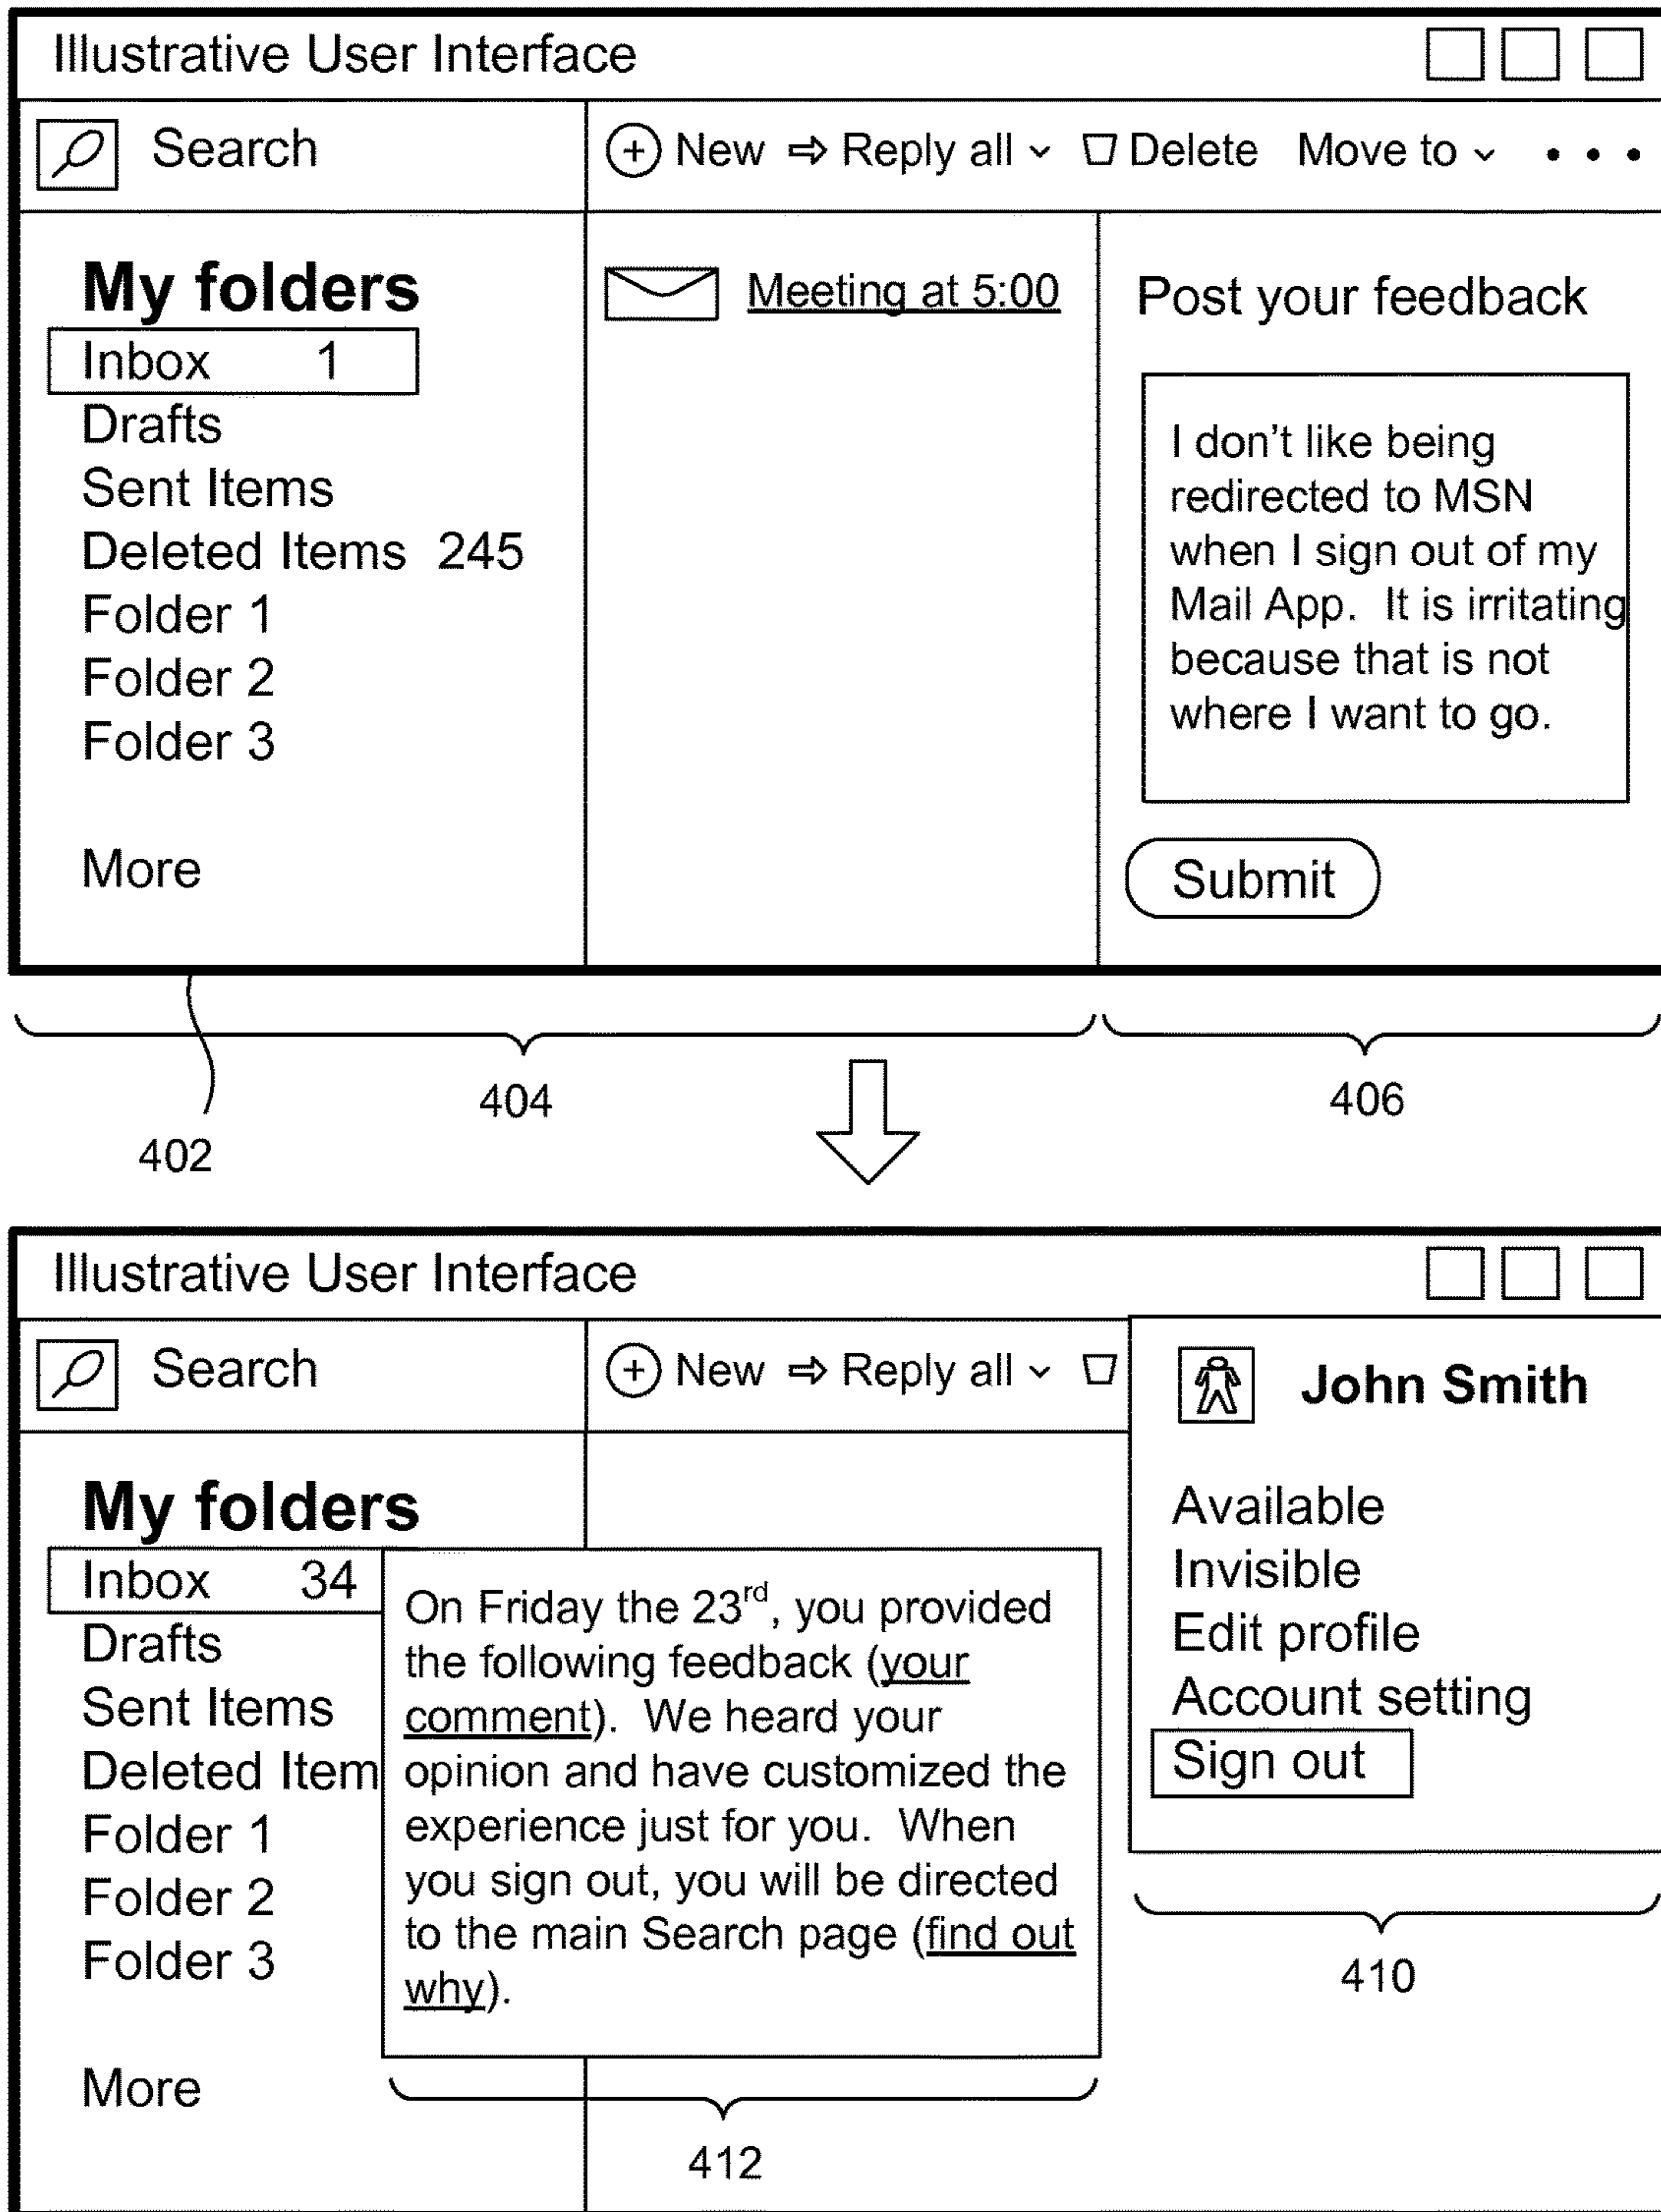 Illustrative User Interface
Search
New Reply all Delete Move to
My folders
Inbox 1
Drafts
Sent Items
Deleted Items 245
Folder 1
Folder 2
Folder 3
More
Meeting at 5:00
Post your feedback
I don't like being
redirected to MSN
when I sign out of my
Mail App. It is irritating
because that is not
where I want to go.
Submit
404
406
402
Illustrative User Interface
Search
New Reply all
My folders
Inbox 34
Drafts
Sent Items
Deleted Item
Folder 1
Folder 2
Folder 3
More
On Friday the 23rd, you provided
the following feedback (your
comment). We heard your
opinion and have customized the
experience just for you. When
you sign out, you will be directed
to the main Search page (find out
why).
John Smith
Available
Invisible
Edit profile
Account setting
Sign out
410
412